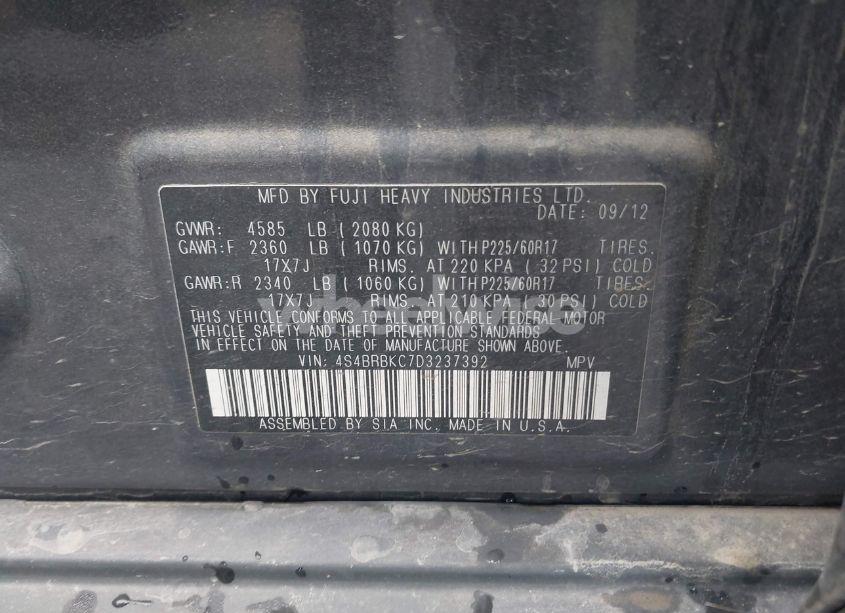 MFD BY FUJI HEAVY INDUSTRIES LTD.
DATE: 09/12
GVWR: 4585 LB (2080 KG)
GAWR:F 2360 LB (1070 KG) WITH P225/60R17 TIRES.
17X7J RIMS. AT 220 KPA (32 PSI) COLD
GAWR:R 2340 LB (1060 KG) WITH P225/60R17 TIRES.
17X7J RIMS. AT 210 KPA (30 PSI) COLD
THIS VEHICLE CONFORMS TO ALL APPLICABLE FEDERAL MOTOR
VEHICLE SAFETY AND THEFT PREVENTION STANDARDS
IN EFFECT ON THE DATE OF MANUFACTURE SHOWN ABOVE.
VIN: 4S4BRBKC7D3237392 MPV
ASSEMBLED BY SIA INC. MADE IN U.S.A.